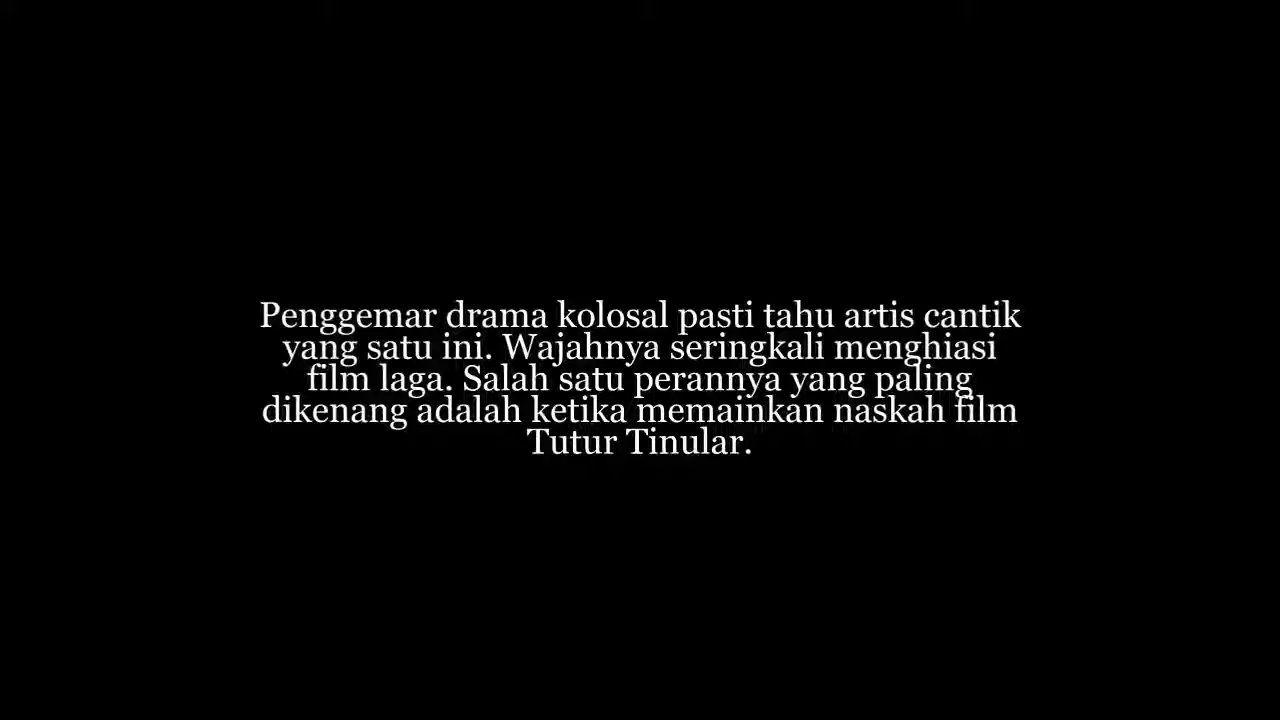 Penggemar drama kolosal pasti tahu artis cantik
yang satu ini. Wajahnya seringkali menghiasi
film laga. Salah satu perannya yang paling
dikenang adalah ketika memainkan naskah film
Tutur Tinular.